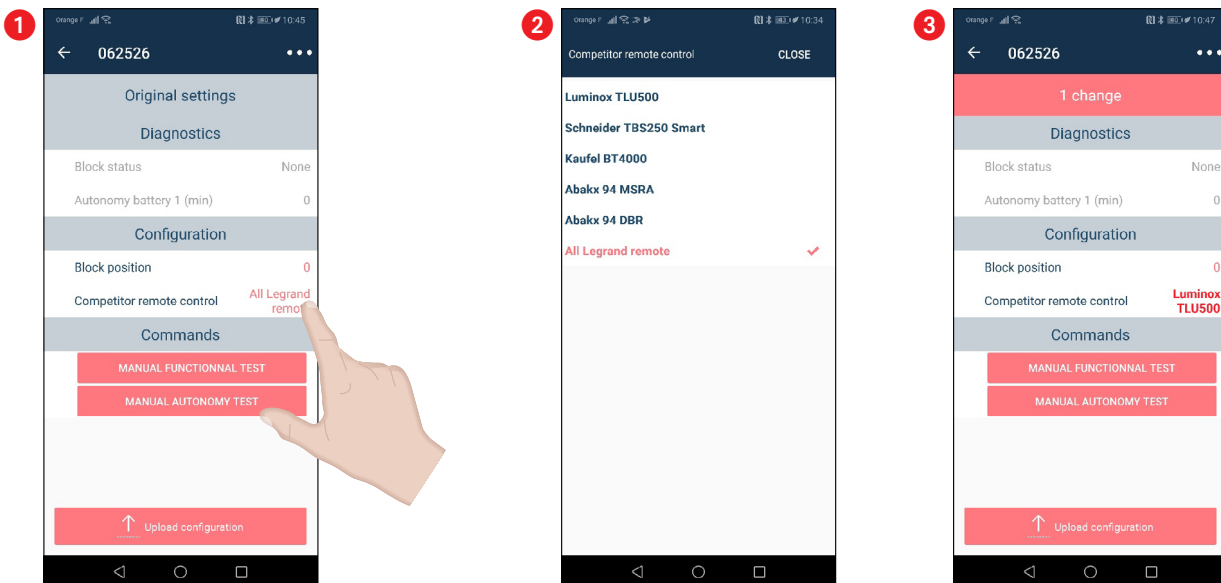 1
Orange F 10:45
062526
Original settings
Diagnostics
Block status None
Autonomy battery 1 (min) 0
Configuration
Block position 0
Competitor remote control All Legrand
remot
Commands
MANUAL FUNCTIONNAL TEST
MANUAL AUTONOMY TEST
Upload configuration
2
Orange F 10:34
Competitor remote control CLOSE
Luminox TLU500
Schneider TBS250 Smart
Kaufel BT4000
Abakx 94 MSRA
Abakx 94 DBR
All Legrand remote
3
Orange F 10:47
062526
1 change
Diagnostics
Block status None
Autonomy battery 1 (min) 0
Configuration
Block position 0
Competitor remote control Luminox
TLU500
Commands
MANUAL FUNCTIONNAL TEST
MANUAL AUTONOMY TEST
Upload configuration